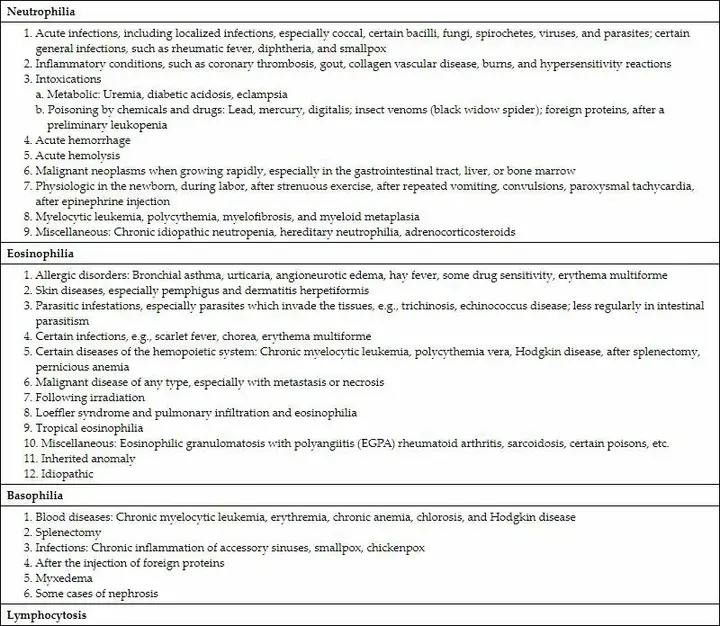 Neutrophilia
1. Acute infections, including localized infections, especially coccal, certain bacilli, fungi, spirochetes, viruses, and parasites; certain
general infections, such as rheumatic fever, diphtheria, and smallpox
2. Inflammatory conditions, such as coronary thrombosis, gout, collagen vascular disease, burns, and hypersensitivity reactions
3. Intoxications
a. Metabolic: Uremia, diabetic acidosis, eclampsia
b. Poisoning by chemicals and drugs: Lead, mercury, digitalis; insect venoms (black widow spider); foreign proteins, after a
preliminary leukopenia
4. Acute hemorrhage
5. Acute hemolysis
6. Malignant neoplasms when growing rapidly, especially in the gastrointestinal tract, liver, or bone marrow
7. Physiologic in the newborn, during labor, after strenuous exercise, after repeated vomiting, convulsions, paroxysmal tachycardia,
after epinephrine injection
8. Myelocytic leukemia, polycythemia, myelofibrosis, and myeloid metaplasia
9. Miscellaneous: Chronic idiopathic neutropenia, hereditary neutrophilia, adrenocorticosteroids
Eosinophilia
1. Allergic disorders: Bronchial asthma, urticaria, angioneurotic edema, hay fever, some drug sensitivity, erythema multiforme
2. Skin diseases, especially pemphigus and dermatitis herpetiformis
3. Parasitic infestations, especially parasites which invade the tissues, e.g., trichinosis, echinococcus disease; less regularly in intestinal
parasitism
4. Certain infections, e.g., scarlet fever, chorea, erythema multiforme
5. Certain diseases of the hemopoietic system: Chronic myelocytic leukemia, polycythemia vera, Hodgkin disease, after splenectomy,
pernicious anemia
6. Malignant disease of any type, especially with metastasis or necrosis
7. Following irradiation
8. Loeffler syndrome and pulmonary infiltration and eosinophilia
9. Tropical eosinophilia
10. Miscellaneous: Eosinophilic granulomatosis with polyangiitis (EGPA) rheumatoid arthritis, sarcoidosis, certain poisons, etc.
11. Inherited anomaly
12. Idiopathic
Basophilia
1. Blood diseases: Chronic myelocytic leukemia, erythremia, chronic anemia, chlorosis, and Hodgkin disease
2. Splenectomy
3. Infections: Chronic inflammation of accessory sinuses, smallpox, chickenpox
4. After the injection of foreign proteins
5. Myxedema
6. Some cases of nephrosis
Lymphocytosis